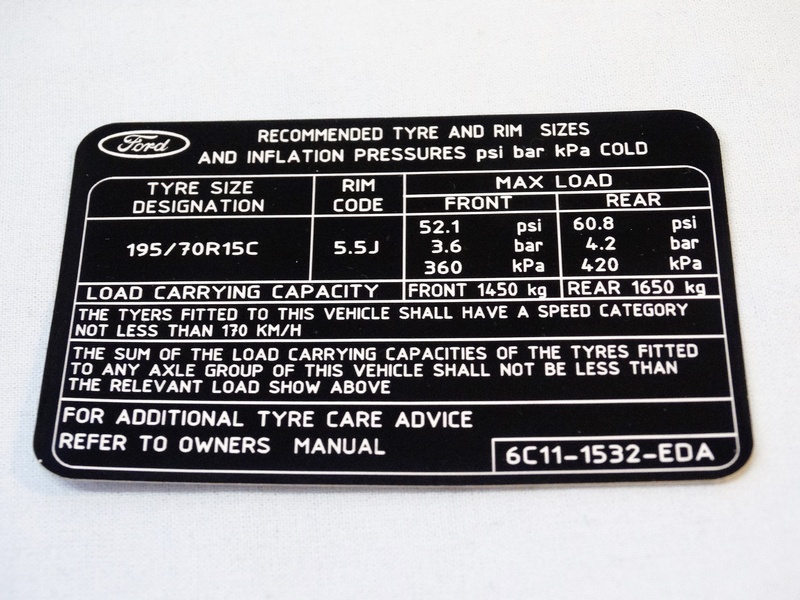 Ford
RECOMMENDED TYRE AND RIM SIZES
AND INFLATION PRESSURES psi bar kPa COLD
TYRE SIZE DESIGNATION RIM CODE MAX LOAD
FRONT REAR
195/70R15C 5.5J 52.1 psi 60.8 psi
3.6 bar 4.2 bar
360 kPa 420 kPa
LOAD CARRYING CAPACITY FRONT 1450 kg REAR 1650 kg
THE TYERS FITTED TO THIS VEHICLE SHALL HAVE A SPEED CATEGORY
NOT LESS THAN 170 KM/H
THE SUM OF THE LOAD CARRYING CAPACITIES OF THE TYRES FITTED
TO ANY AXLE GROUP OF THIS VEHICLE SHALL NOT BE LESS THAN
THE RELEVANT LOAD SHOW ABOVE
FOR ADDITIONAL TYRE CARE ADVICE
REFER TO OWNERS MANUAL
6C11-1532-EDA